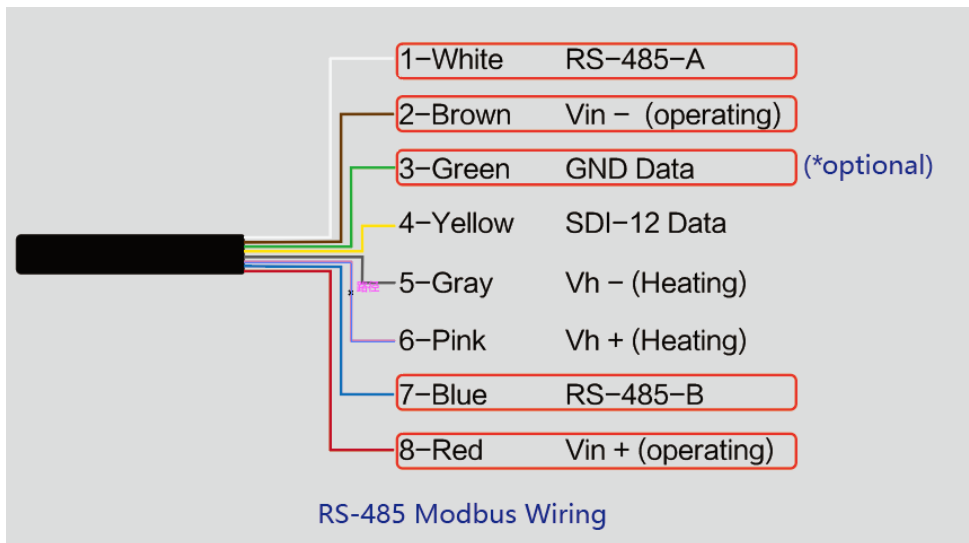 1-White RS-485-A
2-Brown Vin - (operating)
3-Green GND Data (*optional)
4-Yellow SDI-12 Data
5-Gray Vh - (Heating)
路径
6-Pink Vh + (Heating)
7-Blue RS-485-B
8-Red Vin + (operating)
RS-485 Modbus Wiring